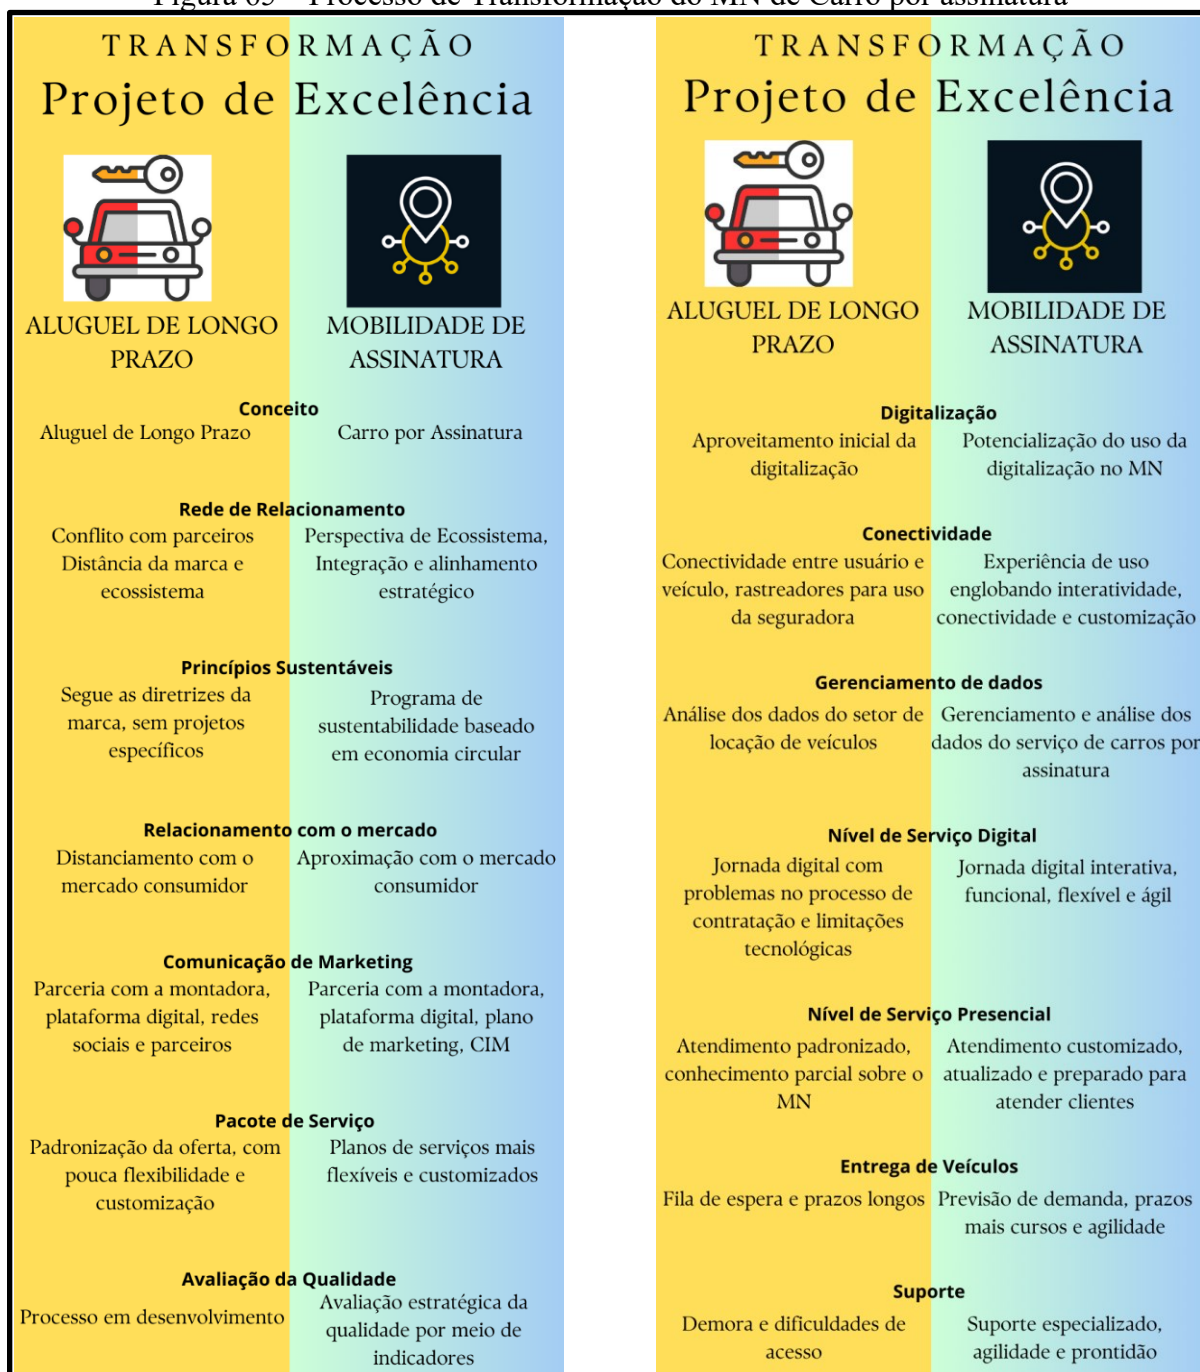 Figura 05 – Processo de Transformação do MN de Carro por assinatura
TRANSFORMAÇÃO
Projeto de Excelência
ALUGUEL DE LONGO
PRAZO
MOBILIDADE DE
ASSINATURA
Conceito
Aluguel de Longo Prazo
Carro por Assinatura
Rede de Relacionamento
Conflito com parceiros
Distância da marca e
ecossistema
Perspectiva de Ecossistema,
Integração e alinhamento
estratégico
Princípios Sustentáveis
Segue as diretrizes da
marca, sem projetos
específicos
Programa de
sustentabilidade baseado
em economia circular
Relacionamento com o mercado
Distanciamento com o
mercado consumidor
Aproximação com o mercado
consumidor
Comunicação de Marketing
Parceria com a montadora,
plataforma digital, redes
sociais e parceiros
Parceria com a montadora,
plataforma digital, plano
de marketing, CIM
Pacote de Serviço
Padronização da oferta, com
pouca flexibilidade e
customização
Planos de serviços mais
flexíveis e customizados
Avaliação da Qualidade
Processo em desenvolvimento
Avaliação estratégica da
qualidade por meio de
indicadores
TRANSFORMAÇÃO
Projeto de Excelência
ALUGUEL DE LONGO
PRAZO
MOBILIDADE DE
ASSINATURA
Digitalização
Aproveitamento inicial da
digitalização
Potencialização do uso da
digitalização no MN
Conectividade
Conectividade entre usuário e
veículo, rastreadores para uso
da seguradora
Experiência de uso
englobando interatividade,
conectividade e customização
Gerenciamento de dados
Análise dos dados do setor de
locação de veículos
Gerenciamento e análise dos
dados do serviço de carros por
assinatura
Nível de Serviço Digital
Jornada digital com
problemas no processo de
contratação e limitações
tecnológicas
Jornada digital interativa,
funcional, flexível e ágil
Nível de Serviço Presencial
Atendimento padronizado,
conhecimento parcial sobre o
MN
Atendimento customizado,
atualizado e preparado para
atender clientes
Entrega de Veículos
Fila de espera e prazos longos
Previsão de demanda, prazos
mais cursos e agilidade
Suporte
Demora e dificuldades de
acesso
Suporte especializado,
agilidade e prontidão